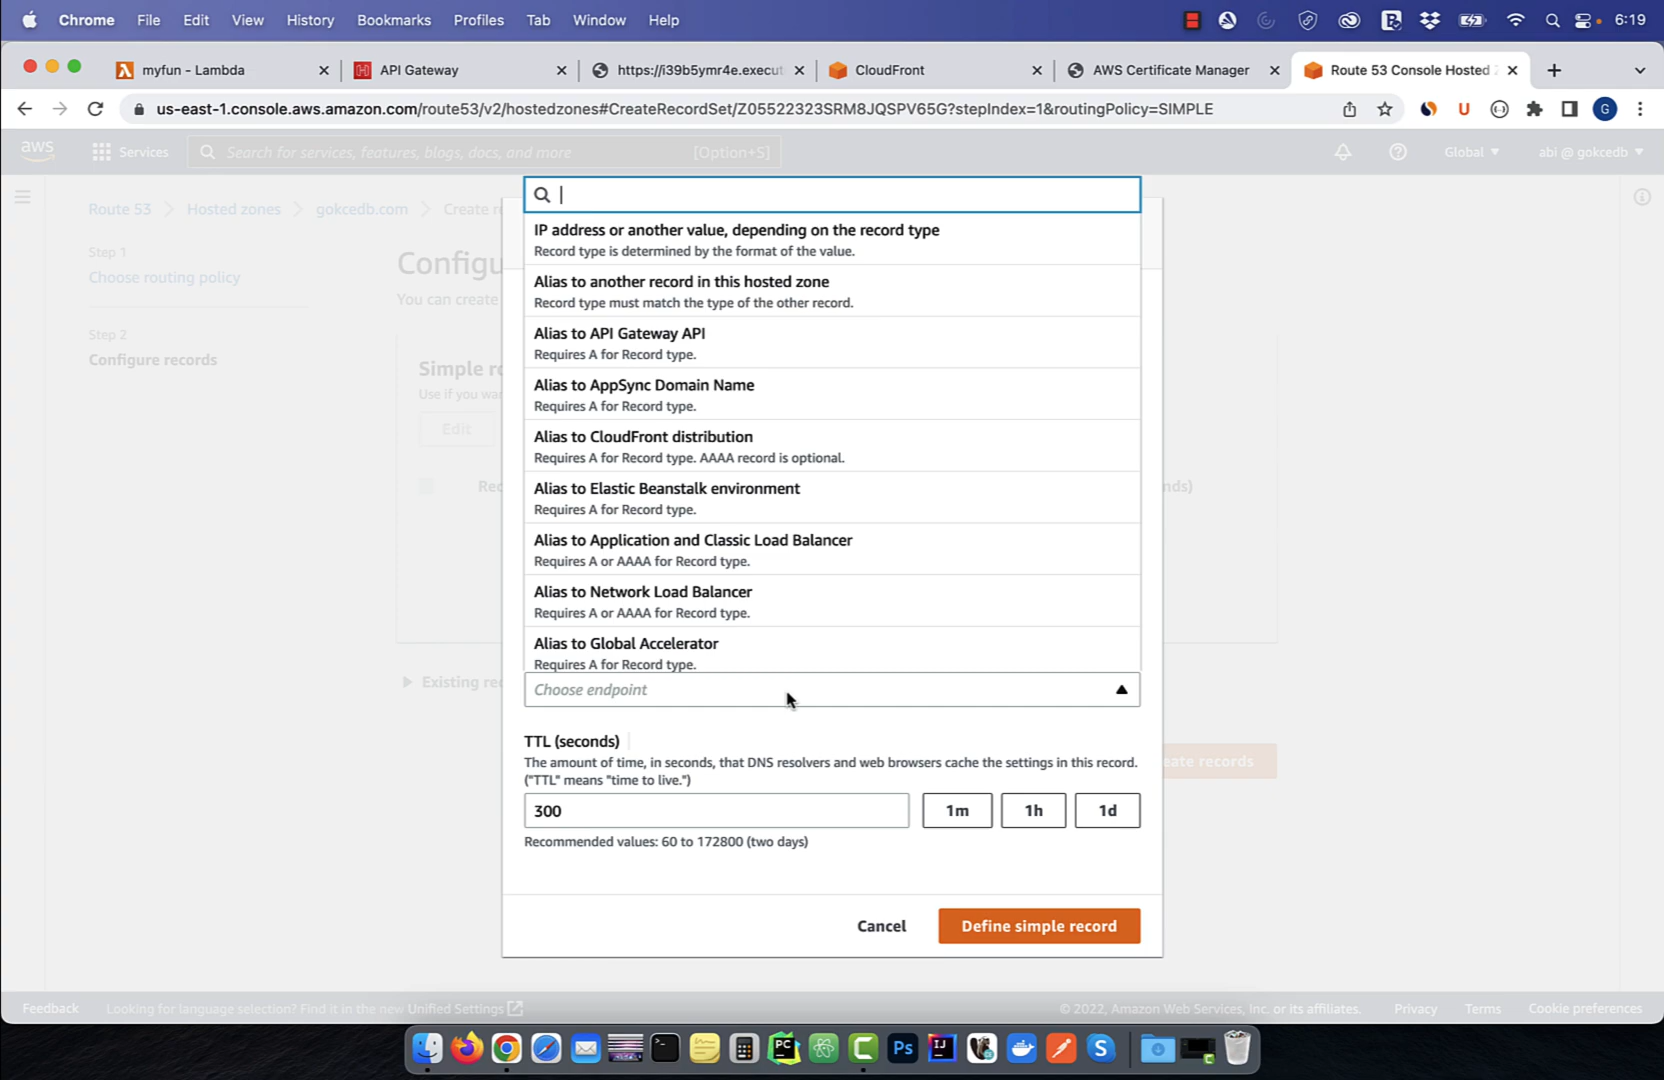 Chrome File Edit View History Bookmarks Profiles Tab Window Help 6:19
myfun - Lambda
API Gateway
https://i39b5ymr4e.execut
CloudFront
AWS Certificate Manager
Route 53 Console Hosted
us-east-1.console.aws.amazon.com/route53/v2/hostedzones#CreateRecordSet/Z05522323SRM8JQSPV65G?stepIndex=1&routingPolicy=SIMPLE
aws Services Search for services, features, blogs, docs, and more [Option+S] Global abi @ gokcedb
Route 53 Hosted zones gokcedb.com Create r
Step 1
Choose routing policy
Step 2
Configure records
Configu
You can create
Simple r
Use if you wa
Edit
Rec
nds)
Existing re
eate records
IP address or another value, depending on the record type
Record type is determined by the format of the value.
Alias to another record in this hosted zone
Record type must match the type of the other record.
Alias to API Gateway API
Requires A for Record type.
Alias to AppSync Domain Name
Requires A for Record type.
Alias to CloudFront distribution
Requires A for Record type. AAAA record is optional.
Alias to Elastic Beanstalk environment
Requires A for Record type.
Alias to Application and Classic Load Balancer
Requires A or AAAA for Record type.
Alias to Network Load Balancer
Requires A or AAAA for Record type.
Alias to Global Accelerator
Requires A for Record type.
Choose endpoint
TTL (seconds)
The amount of time, in seconds, that DNS resolvers and web browsers cache the settings in this record.
("TTL" means "time to live.")
300 1m 1h 1d
Recommended values: 60 to 172800 (two days)
Cancel Define simple record
Feedback Looking for language selection? Find it in the new Unified Settings © 2022, Amazon Web Services, Inc. or its affiliates. Privacy Terms Cookie preferences